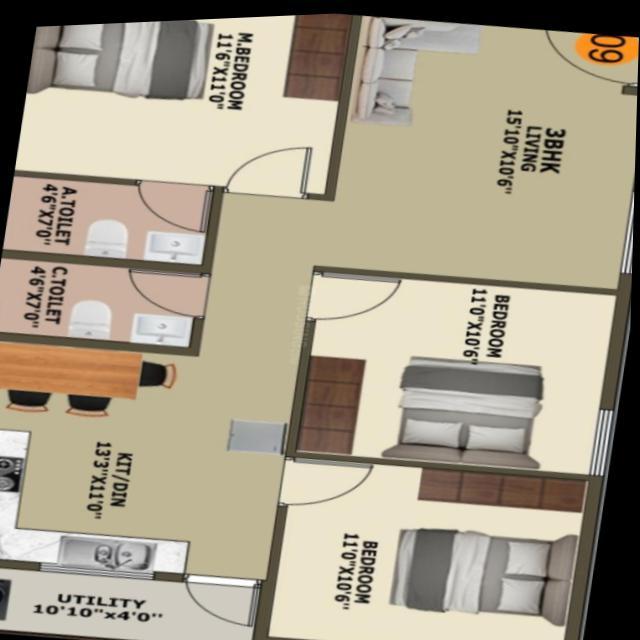 09
M.BEDROOM
11'6"X11'0"
3BHK
LIVING
15'10"X10'6"
A.TOILET
4'6"X7'0"
C.TOILET
4'6"X7'0"
BEDROOM
11'0"X10'6"
KIT/DIN
13'3"X11'0"
BEDROOM
11'0"X10'6"
UTILITY
10'10"x4'0"